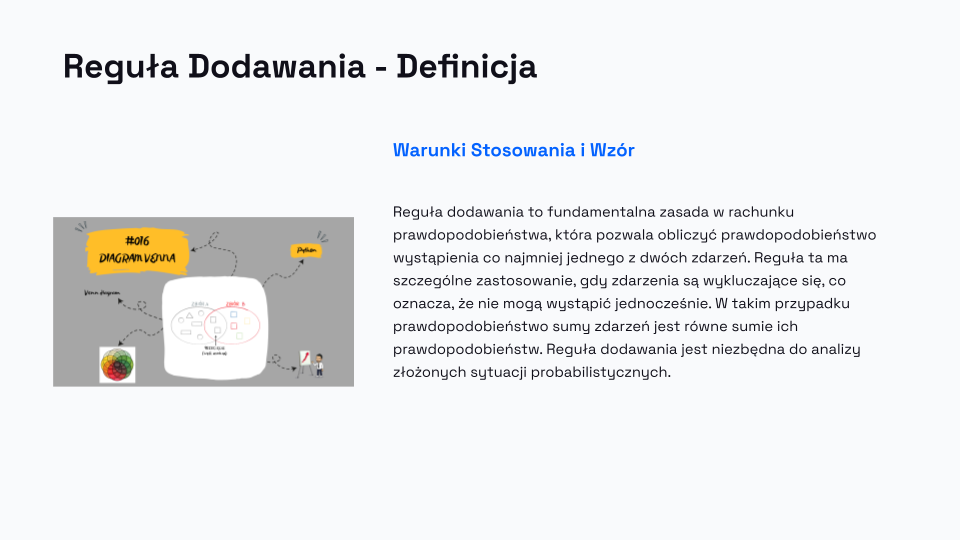 Reguła Dodawania - Definicja
Warunki Stosowania i Wzór
Reguła dodawania to fundamentalna zasada w rachunku
prawdopodobieństwa, która pozwala obliczyć prawdopodobieństwo
wystąpienia co najmniej jednego z dwóch zdarzeń. Reguła ta ma
szczególne zastosowanie, gdy zdarzenia są wykluczające się, co
oznacza, że nie mogą wystąpić jednocześnie. W takim przypadku
prawdopodobieństwo sumy zdarzeń jest równe sumie ich
prawdopodobieństw. Reguła dodawania jest niezbędna do analizy
złożonych sytuacji probabilistycznych.
#016
DIAGRAM VENNA
Venn diagram